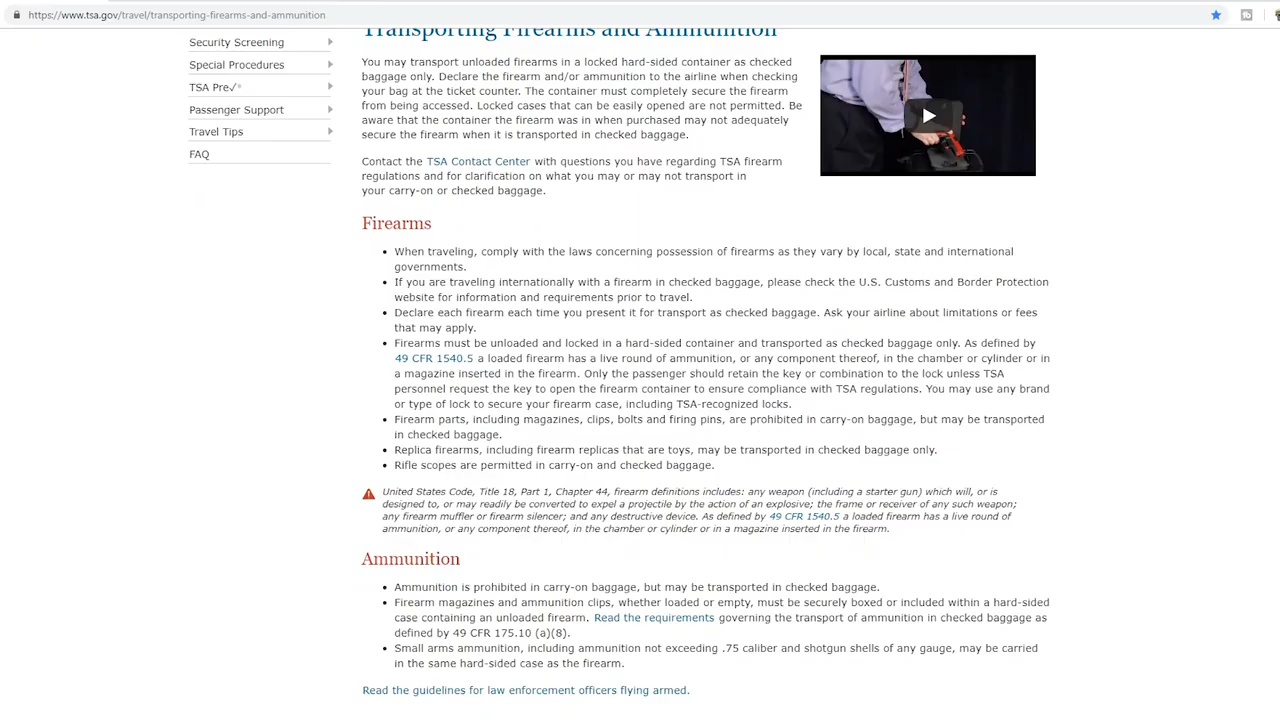 https://www.tsa.gov/travel/transporting-firearms-and-ammunition
Security Screening
Special Procedures
TSA Pre✓®
Passenger Support
Travel Tips
FAQ
Transporting Firearms and Ammunition
You may transport unloaded firearms in a locked hard-sided container as checked
baggage only. Declare the firearm and/or ammunition to the airline when checking
your bag at the ticket counter. The container must completely secure the firearm
from being accessed. Locked cases that can be easily opened are not permitted. Be
aware that the container the firearm was in when purchased may not adequately
secure the firearm when it is transported in checked baggage.
Contact the TSA Contact Center with questions you have regarding TSA firearm
regulations and for clarification on what you may or may not transport in
your carry-on or checked baggage.
Firearms
• When traveling, comply with the laws concerning possession of firearms as they vary by local, state and international
governments.
• If you are traveling internationally with a firearm in checked baggage, please check the U.S. Customs and Border Protection
website for information and requirements prior to travel.
• Declare each firearm each time you present it for transport as checked baggage. Ask your airline about limitations or fees
that may apply.
• Firearms must be unloaded and locked in a hard-sided container and transported as checked baggage only. As defined by
49 CFR 1540.5 a loaded firearm has a live round of ammunition, or any component thereof, in the chamber or cylinder or in
a magazine inserted in the firearm. Only the passenger should retain the key or combination to the lock unless TSA
personnel request the key to open the firearm container to ensure compliance with TSA regulations. You may use any brand
or type of lock to secure your firearm case, including TSA-recognized locks.
• Firearm parts, including magazines, clips, bolts and firing pins, are prohibited in carry-on baggage, but may be transported
in checked baggage.
• Replica firearms, including firearm replicas that are toys, may be transported in checked baggage only.
• Rifle scopes are permitted in carry-on and checked baggage.
United States Code, Title 18, Part 1, Chapter 44, firearm definitions includes: any weapon (including a starter gun) which will, or is
designed to, or may readily be converted to expel a projectile by the action of an explosive; the frame or receiver of any such weapon;
any firearm muffler or firearm silencer; and any destructive device. As defined by 49 CFR 1540.5 a loaded firearm has a live round of
ammunition, or any component thereof, in the chamber or cylinder or in a magazine inserted in the firearm.
Ammunition
• Ammunition is prohibited in carry-on baggage, but may be transported in checked baggage.
• Firearm magazines and ammunition clips, whether loaded or empty, must be securely boxed or included within a hard-sided
case containing an unloaded firearm. Read the requirements governing the transport of ammunition in checked baggage as
defined by 49 CFR 175.10 (a)(8).
• Small arms ammunition, including ammunition not exceeding .75 caliber and shotgun shells of any gauge, may be carried
in the same hard-sided case as the firearm.
Read the guidelines for law enforcement officers flying armed.